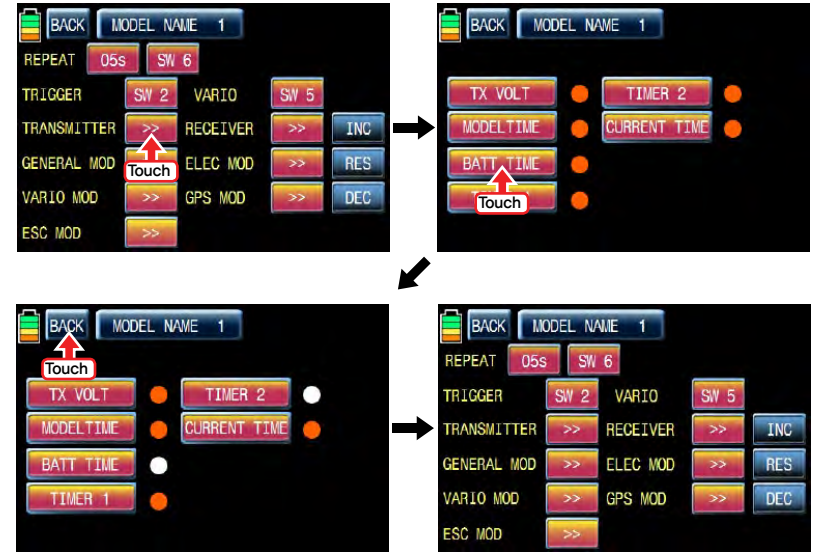 BACK MODEL NAME 1
REPEAT 05s SW 6
TRIGGER SW 2 VARIO SW 5
TRANSMITTER >> RECEIVER >> INC
GENERAL MOD Touch ELEC MOD >> RES
VARIO MOD >> GPS MOD >> DEC
ESC MOD >>
BACK MODEL NAME 1
TX VOLT TIMER 2
MODELTIME CURRENT TIME
BATT TIME
Touch
BACK MODEL NAME 1
Touch
TX VOLT TIMER 2
MODELTIME CURRENT TIME
BATT TIME
TIMER 1
BACK MODEL NAME 1
REPEAT 05s SW 6
TRIGGER SW 2 VARIO SW 5
TRANSMITTER >> RECEIVER >> INC
GENERAL MOD >> ELEC MOD >> RES
VARIO MOD >> GPS MOD >> DEC
ESC MOD >>